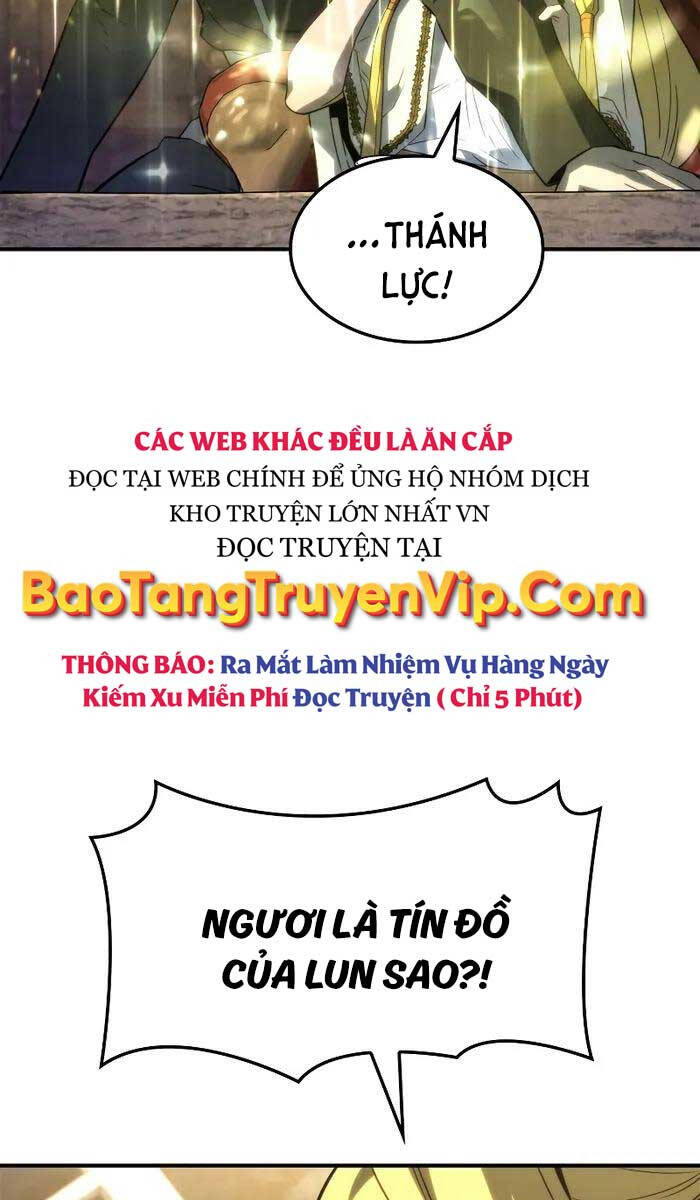 ...THÁNH
LỰC!
CÁC WEB KHÁC ĐỀU LÀ ĂN CẮP
ĐỌC TẠI WEB CHÍNH ĐỂ ỦNG HỘ NHÓM DỊCH
KHO TRUYỆN LỚN NHẤT VN
ĐỌC TRUYỆN TẠI
BaoTangTruyenVip.Com
THÔNG BÁO: Ra Mắt Làm Nhiệm Vụ Hàng Ngày
Kiếm Xu Miễn Phí Đọc Truyện ( Chỉ 5 Phút)
NGƯƠI LÀ TÍN ĐỒ
CỦA LUN SAO?!